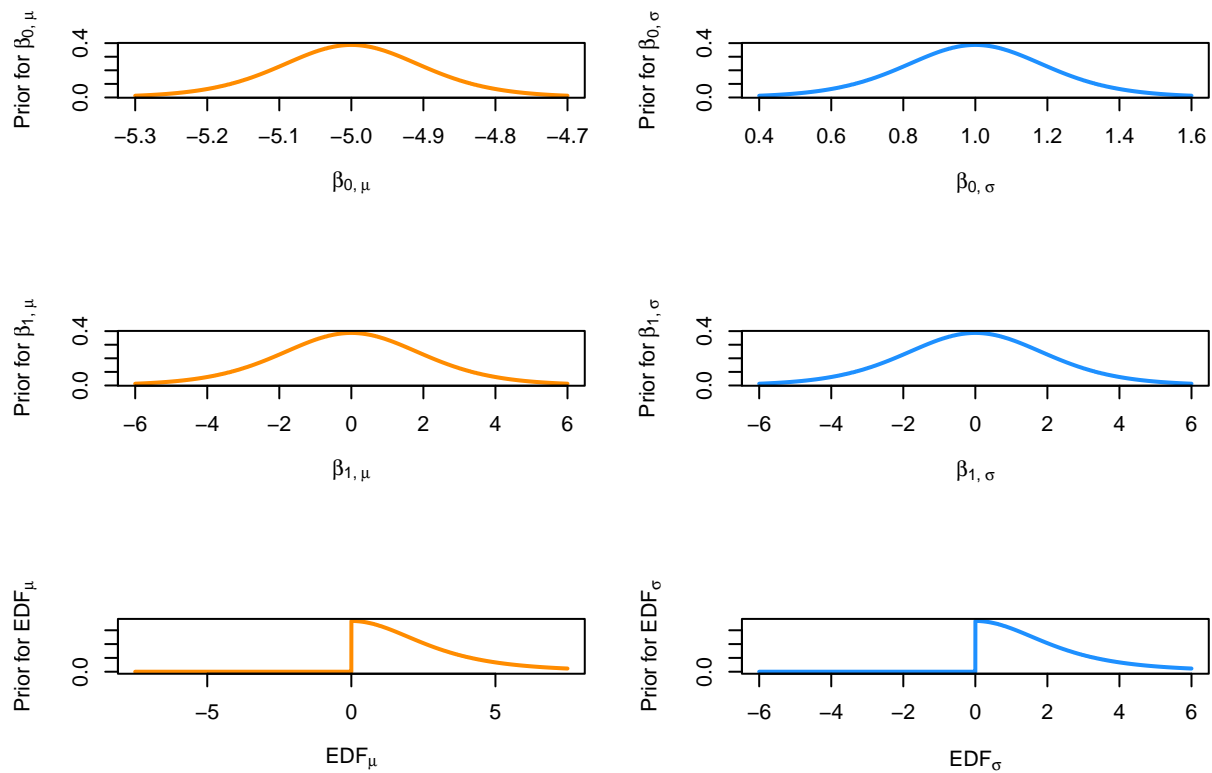 Prior for β0, μ
0.0 0.4
−5.3 −5.2 −5.1 −5.0 −4.9 −4.8 −4.7
β0, μ
Prior for β0, σ
0.0 0.4
0.4 0.6 0.8 1.0 1.2 1.4 1.6
β0, σ
Prior for β1, μ
0.0 0.4
−6 −4 −2 0 2 4 6
β1, μ
Prior for β1, σ
0.0 0.4
−6 −4 −2 0 2 4 6
β1, σ
Prior for EDFμ
0.0
−5 0 5
EDFμ
Prior for EDFσ
0.0
−6 −4 −2 0 2 4 6
EDFσ